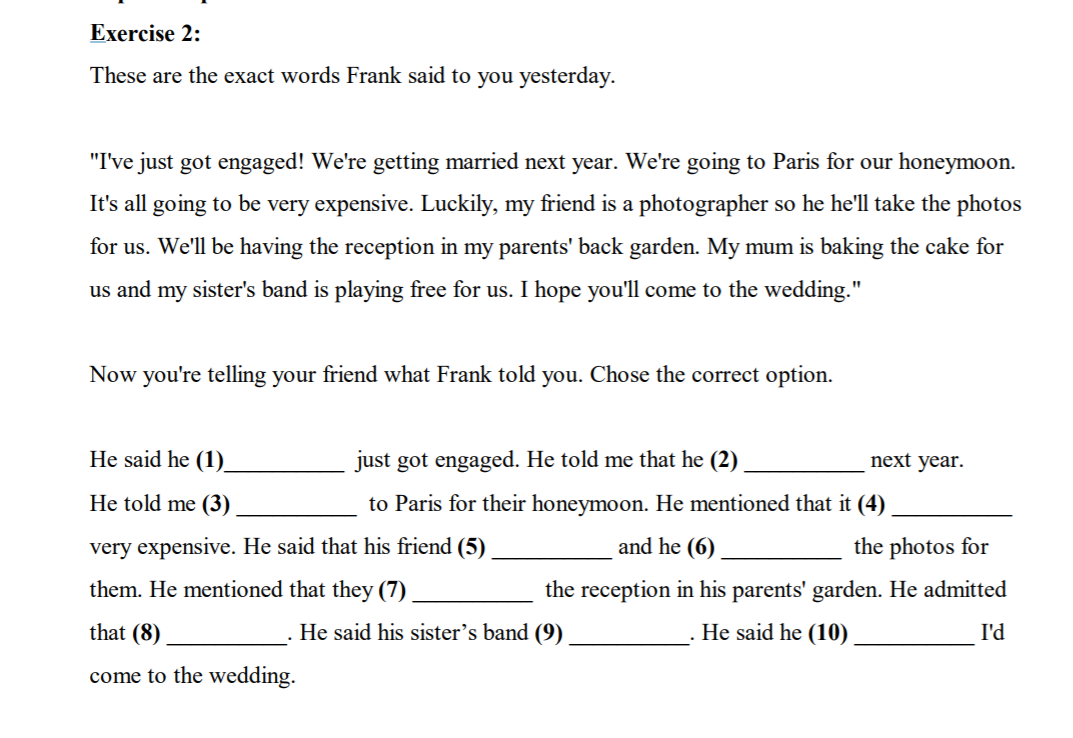 Exercise 2:
These are the exact words Frank said to you yesterday.
"I've just got engaged! We're getting married next year. We're going to Paris for our honeymoon.
It's all going to be very expensive. Luckily, my friend is a photographer so he he'll take the photos
for us. We'll be having the reception in my parents' back garden. My mum is baking the cake for
us and my sister's band is playing free for us. I hope you'll come to the wedding."
Now you're telling your friend what Frank told you. Chose the correct option.
He said he (1)__________ just got engaged. He told me that he (2) __________ next year.
He told me (3) __________ to Paris for their honeymoon. He mentioned that it (4) __________
very expensive. He said that his friend (5) __________ and he (6) __________ the photos for
them. He mentioned that they (7) __________ the reception in his parents' garden. He admitted
that (8) __________. He said his sister’s band (9) __________. He said he (10) __________ I'd
come to the wedding.